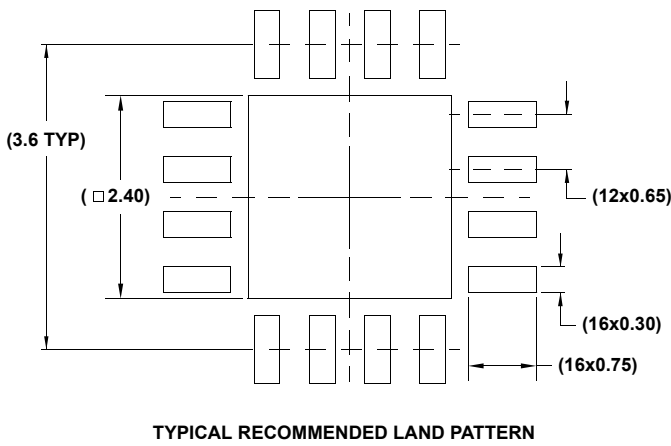 (3.6 TYP)
( □ 2.40)
(12x0.65)
(16x0.30)
(16x0.75)
TYPICAL RECOMMENDED LAND PATTERN